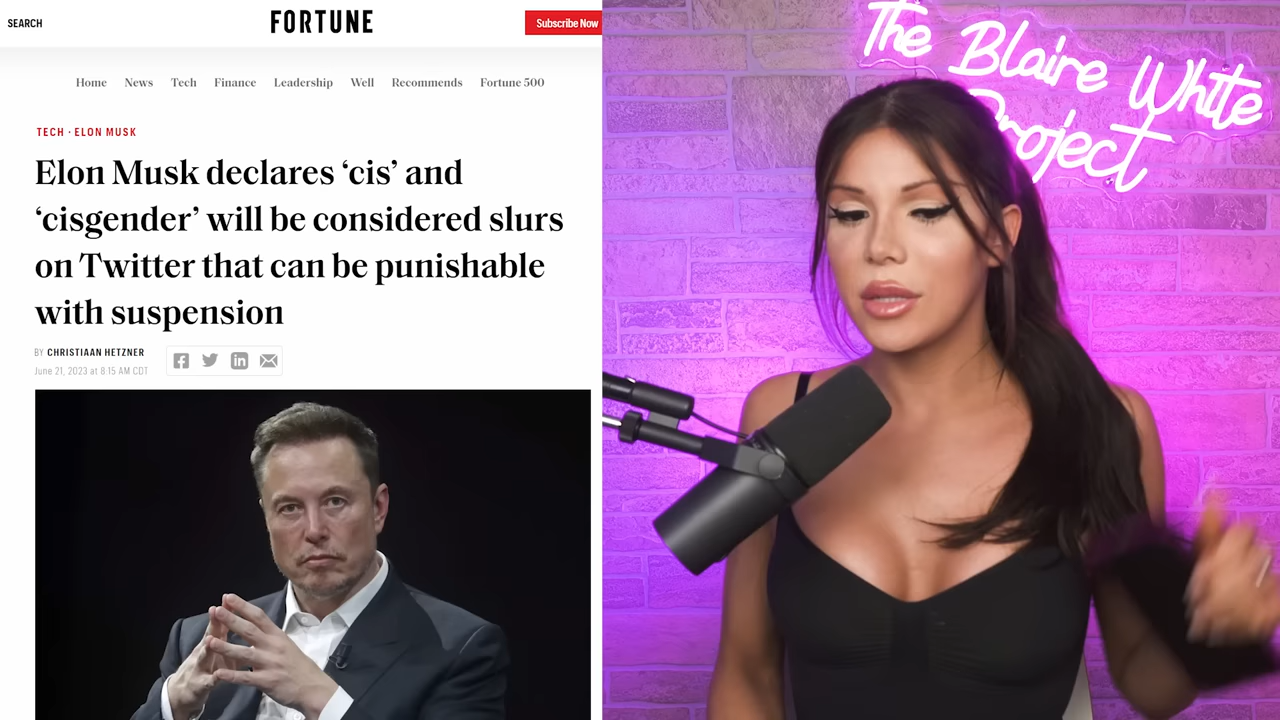 SEARCH
FORTUNE
Subscribe Now
Home News Tech Finance Leadership Well Recommends Fortune 500
TECH · ELON MUSK
Elon Musk declares ‘cis’ and
‘cisgender’ will be considered slurs
on Twitter that can be punishable
with suspension
BY CHRISTIAAN HETZNER
June 21, 2023 at 8:15 AM CDT
The Blaire White
Project